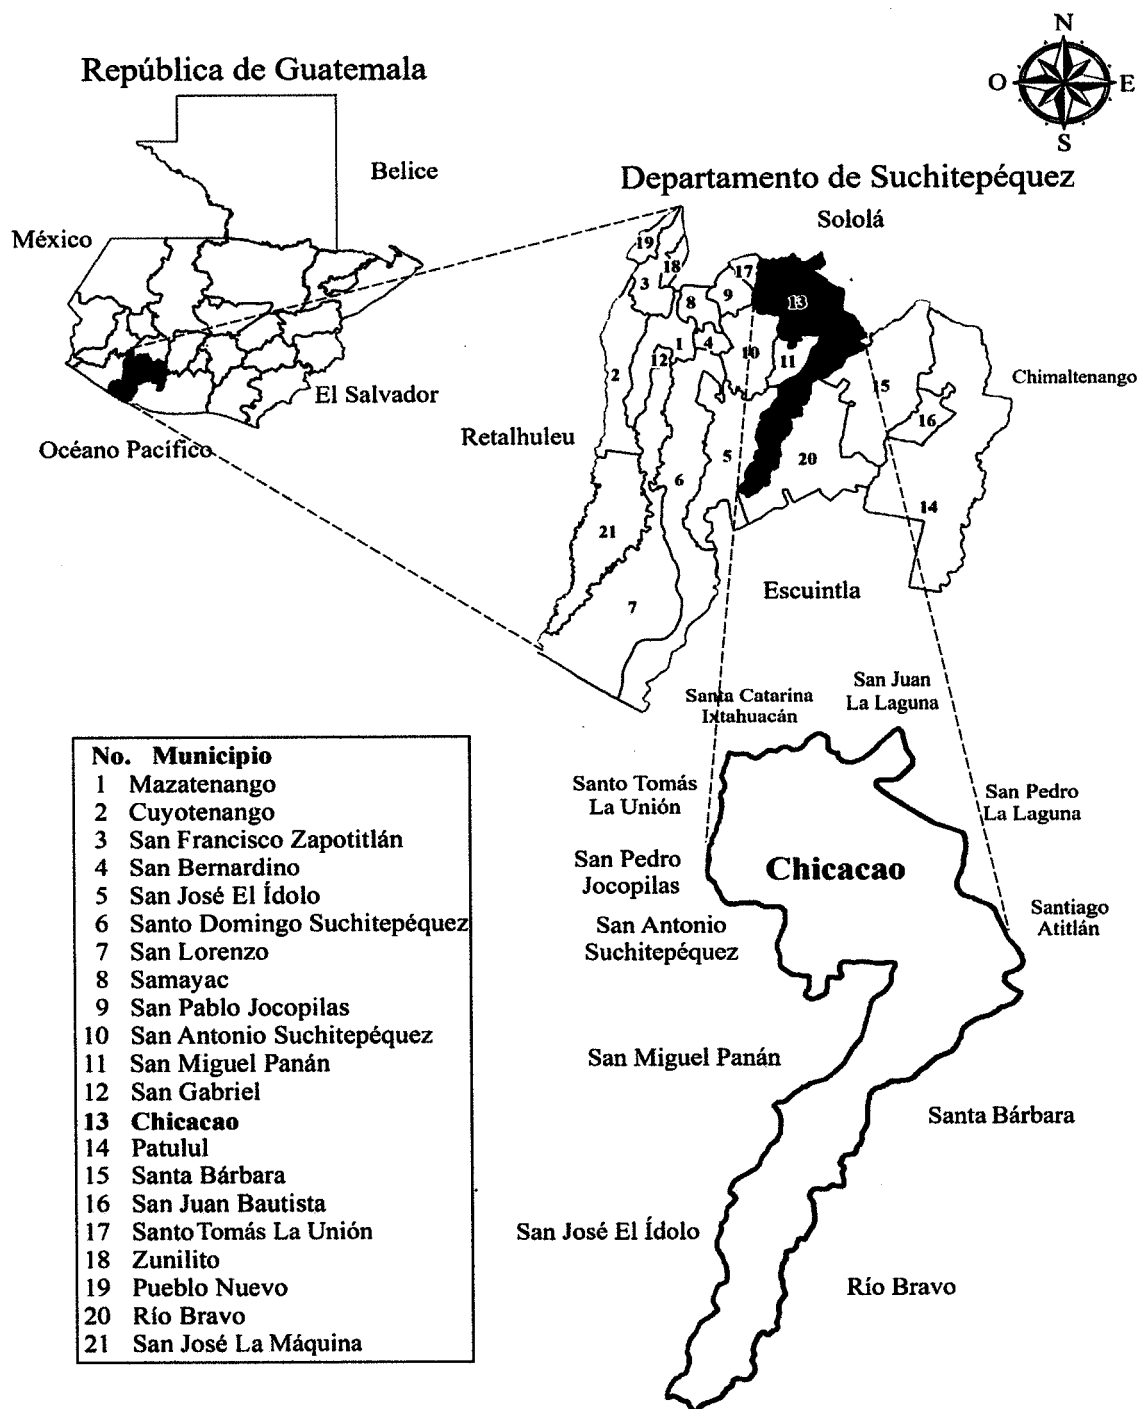 N
República de Guatemala
O
E
S
Belice
Departamento de Suchitepéquez
México
Sololá
19
18
17
3
9
8
13
1
4
10
11
12
2
15
Chimaltenango
El Salvador
16
Retalhuleu
Océano Pacífico
5
20
6
14
21
Escuintla
7
San Juan
La Laguna
Santa Catarina
Ixtahuacán
Santo Tomás
La Unión
San Pedro
La Laguna
San Pedro
Jocopilas
Chicacao
Santiago
Atitlán
San Antonio
Suchitepéquez
San Miguel Panán
Santa Bárbara
San José El Ídolo
Río Bravo
No. Municipio
1 Mazatenango
2 Cuyotenango
3 San Francisco Zapotitlán
4 San Bernardino
5 San José El Ídolo
6 Santo Domingo Suchitepéquez
7 San Lorenzo
8 Samayac
9 San Pablo Jocopilas
10 San Antonio Suchitepéquez
11 San Miguel Panán
12 San Gabriel
13 Chicacao
14 Patulul
15 Santa Bárbara
16 San Juan Bautista
17 Santo Tomás La Unión
18 Zunilito
19 Pueblo Nuevo
20 Río Bravo
21 San José La Máquina